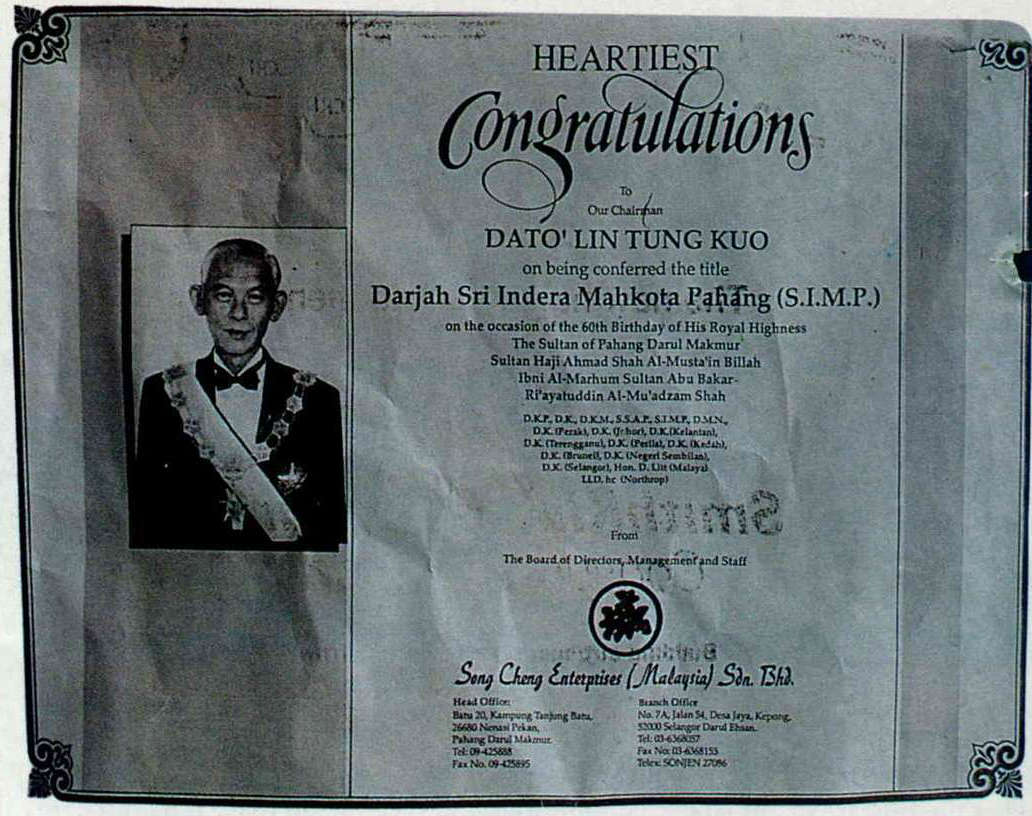 HEARTIEST
Congratulations
To
Our Chairman
DATO' LIN TUNG KUO
on being conferred the title
Darjah Sri Indera Mahkota Pahang (S.I.M.P.)
on the occasion of the 60th Birthday of His Royal Highness
The Sultan of Pahang Darul Makmur
Sultan Haji Ahmad Shah Al-Musta'in Billah
Ibni Al-Marhum Sultan Abu Bakar-
Ri'ayatuddin Al-Mu'adzam Shah
D.K.P., D.K., D.K.M., S.S.A.P., S.I.M.P., D.M.N.,
D.K. (Perak), D.K. (Johor), D.K. (Kelantan),
D.K. (Terengganu), D.K. (Perlis), D.K. (Kedah),
D.K. (Brunei), D.K. (Negeri Sembilan),
D.K. (Selangor), Hon. D. Litt (Malaya)
LLD, hc (Northrop)
From
The Board of Directors, Management and Staff
Song Cheng Enterprises (Malaysia) Sdn. Bhd.
Head Office:
Batu 20, Kampung Tanjung Batu,
26680 Nenasi Pekan,
Pahang Darul Makmur.
Tel: 09-425888
Fax No. 09-425895
Branch Office
No. 7A, Jalan 54, Desa Jaya, Kepong,
52000 Selangor Darul Ehsan.
Tel: 03-6368057
Fax No: 03-6368153
Telex: SONJEN 27086